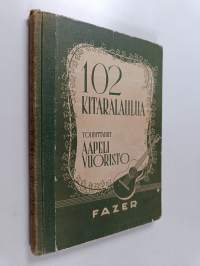 102
KITARALAULUA
TOIMITTANUT
AAPELI
VUORISTO
FAZER